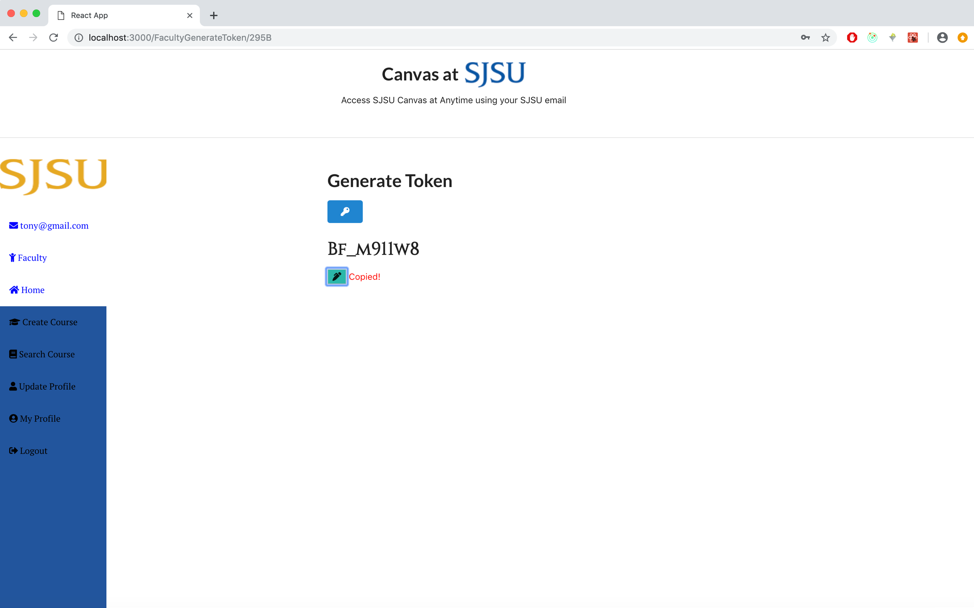 React App
localhost:3000/FacultyGenerateToken/295B
Canvas at SJSU
Access SJSU Canvas at Anytime using your SJSU email
SJSU
tony@gmail.com
Faculty
Home
Create Course
Search Course
Update Profile
My Profile
Logout
Generate Token
Bf_m911w8
Copied!